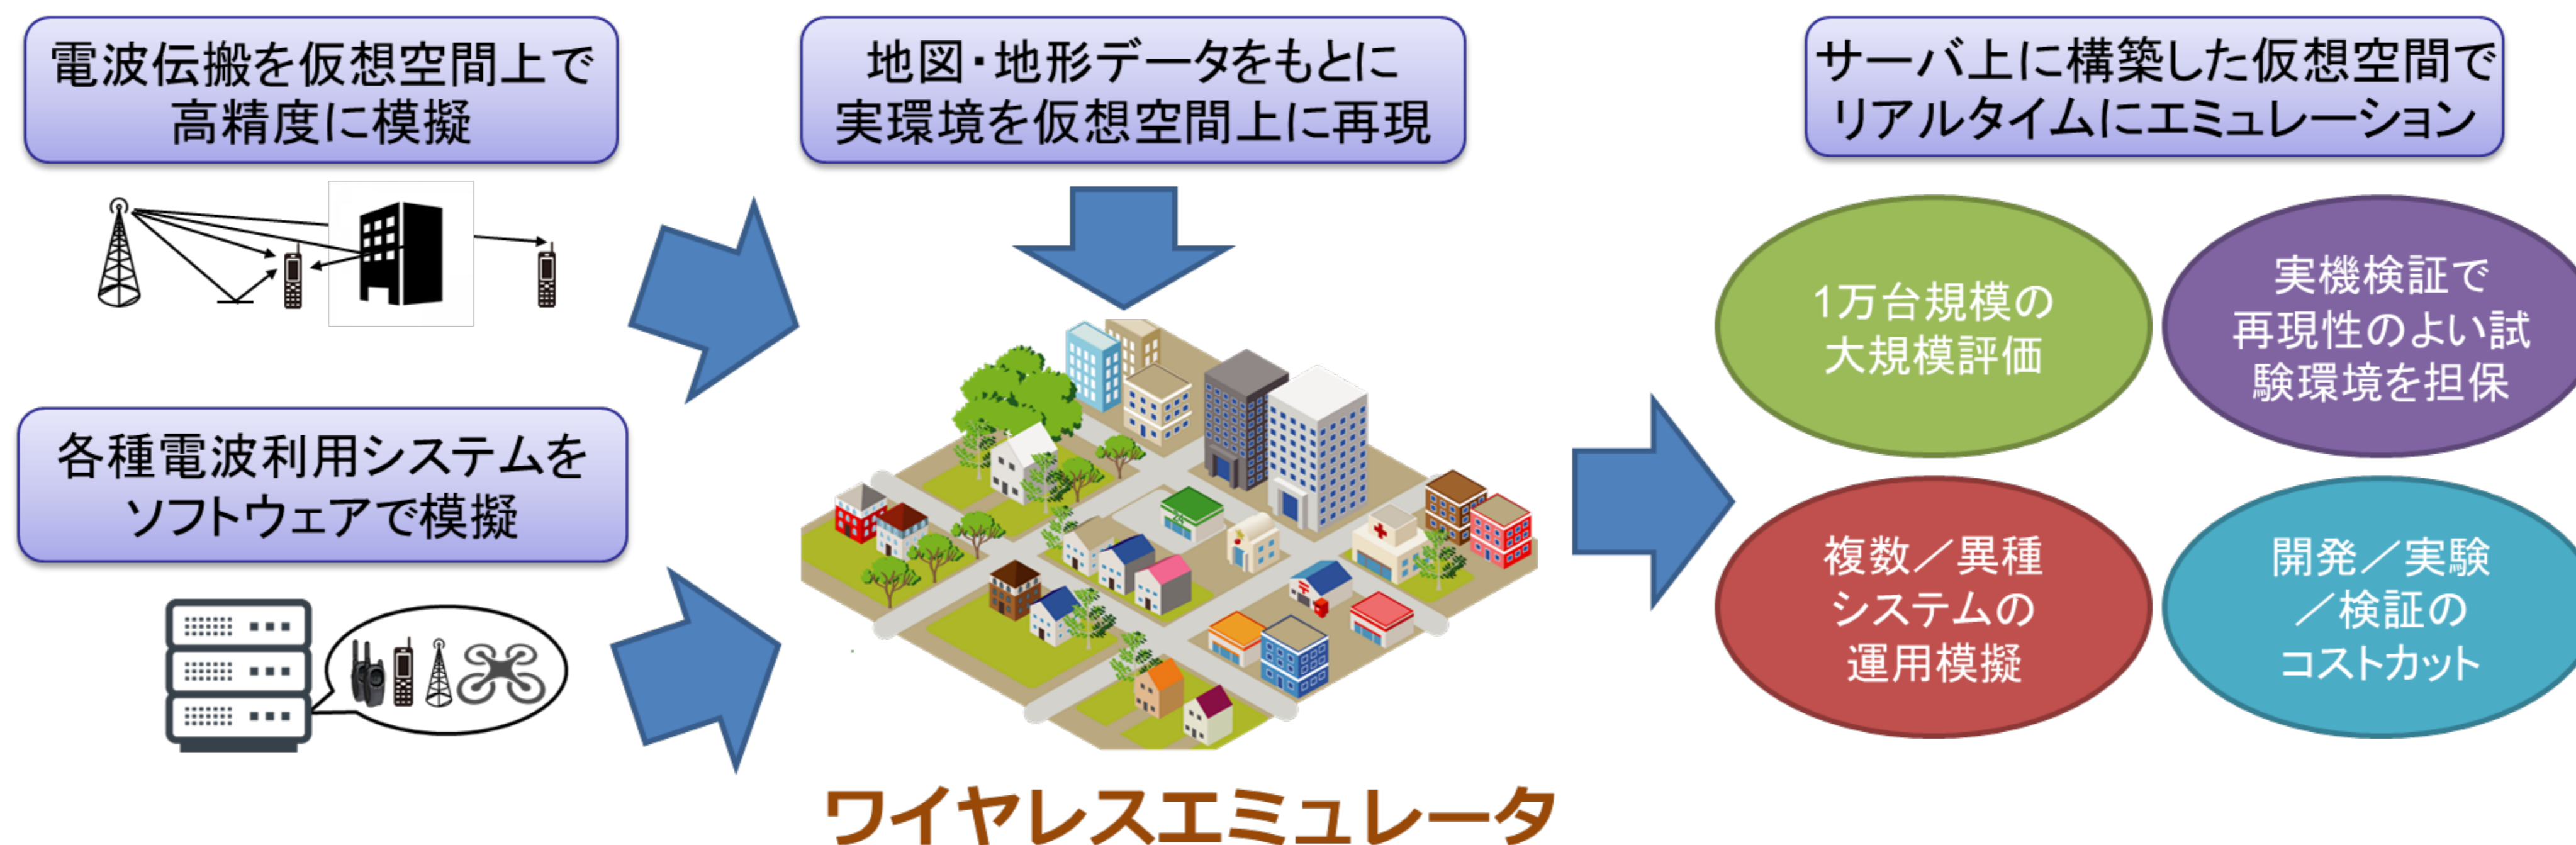 電波伝搬を仮想空間上で
高精度に模擬
地図・地形データをもとに
実環境を仮想空間上に再現
サーバ上に構築した仮想空間で
リアルタイムにエミュレーション
各種電波利用システムを
ソフトウェアで模擬
1万台規模の
大規模評価
実機検証で
再現性のよい試
験環境を担保
複数／異種
システムの
運用模擬
開発／実験
／検証の
コストカット
ワイヤレスエミュレータ